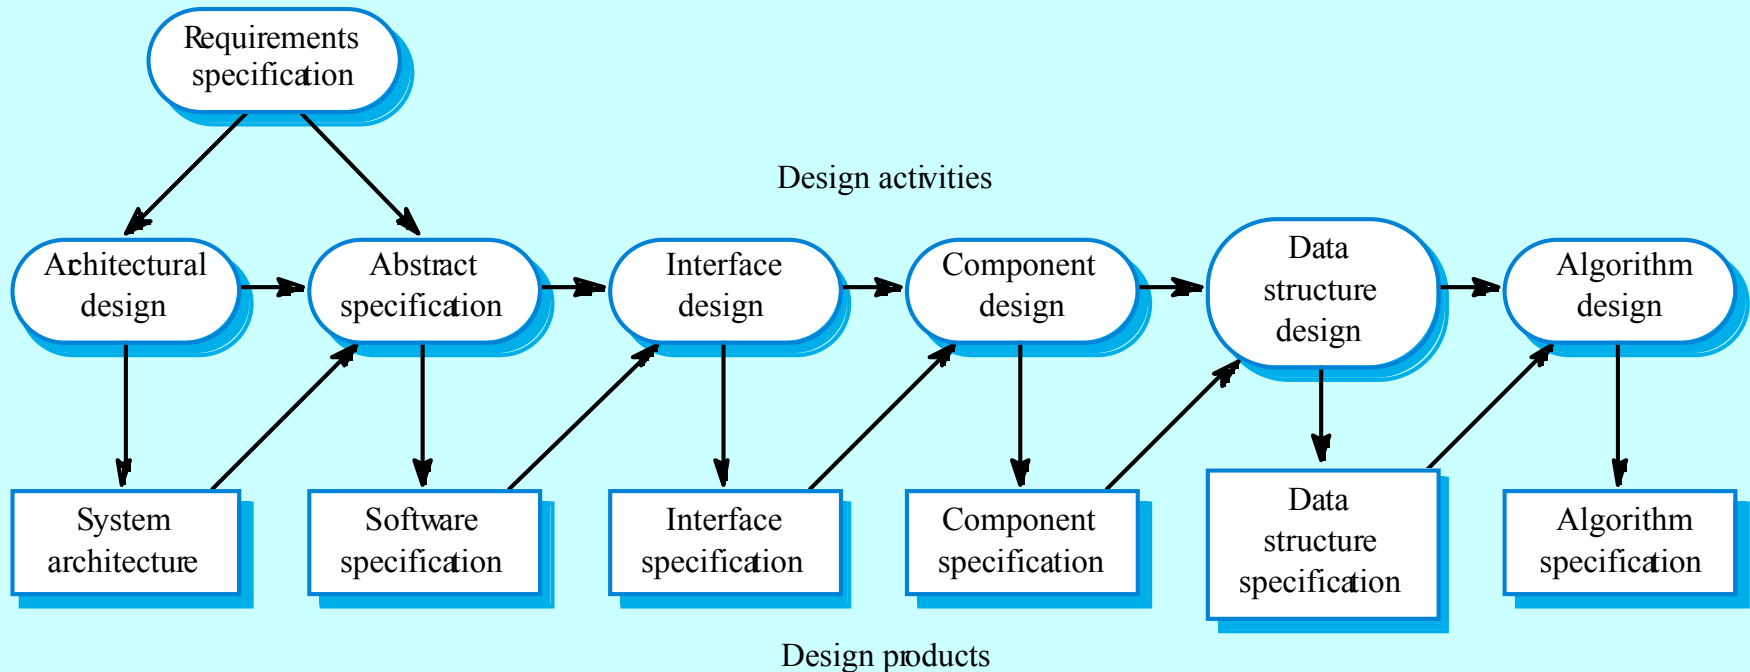 Requirements
specification
Design activities
Architectural
design
Abstract
specification
Interface
design
Component
design
Data
structure
design
Algorithm
design
System
architecture
Software
specification
Interface
specification
Component
specification
Data
structure
specification
Algorithm
specification
Design products